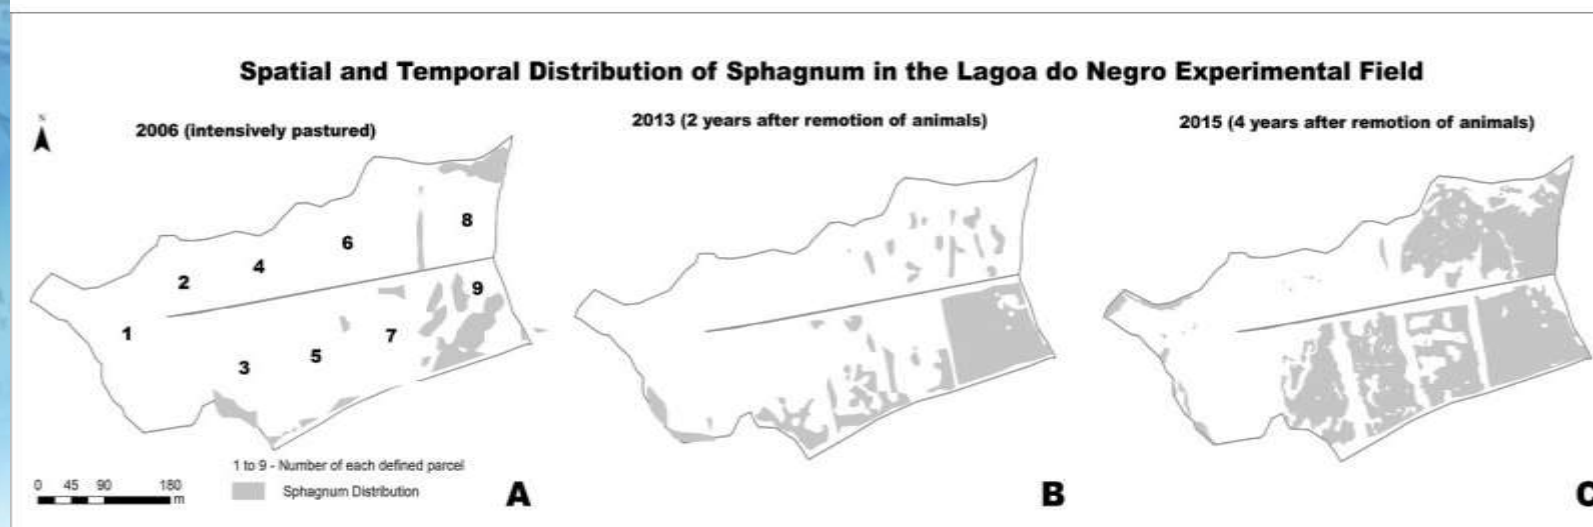 Spatial and Temporal Distribution of Sphagnum in the Lagoa do Negro Experimental Field
N
2006 (intensively pastured)
2013 (2 years after remotion of animals)
2015 (4 years after remotion of animals)
8
6
4
2
9
1
7
5
3
1 to 9 - Number of each defined parcel
0 45 90 180
m
Sphagnum Distribution
A
B
C